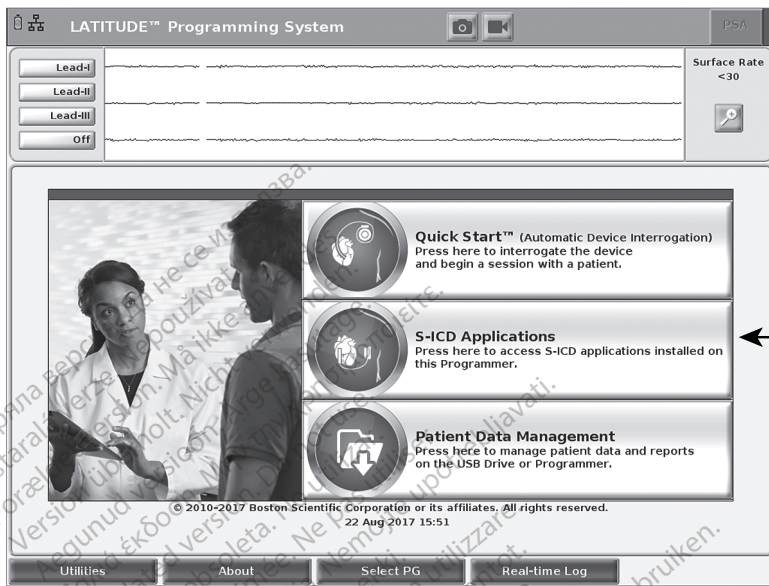 LATITUDE™ Programming System
PSA
Lead-I
Lead-II
Lead-III
Off
Surface Rate
<30
Quick Start™ (Automatic Device Interrogation)
Press here to interrogate the device
and begin a session with a patient.
S-ICD Applications
Press here to access S-ICD applications installed on
this Programmer.
Patient Data Management
Press here to manage patient data and reports
on the USB Drive or Programmer.
© 2010-2017 Boston Scientific Corporation or its affiliates. All rights reserved.
22 Aug 2017 15:51
Utilities
About
Select PG
Real-time Log